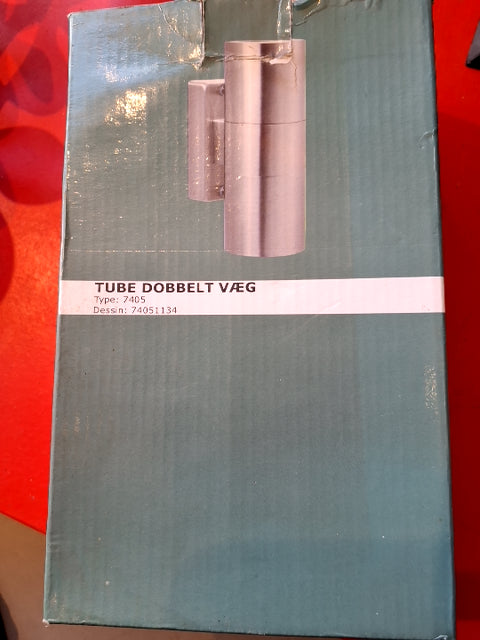 TUBE DOBBELT VÆG
Type: 7405
Dessin: 74051134